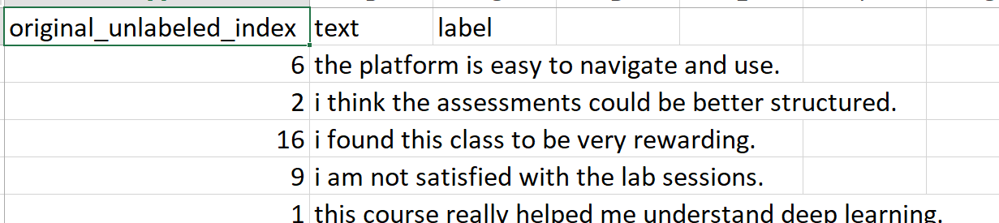 original_unlabeled_index text label
6 the platform is easy to navigate and use.
2 i think the assessments could be better structured.
16 i found this class to be very rewarding.
9 i am not satisfied with the lab sessions.
1 this course really helped me understand deep learning.